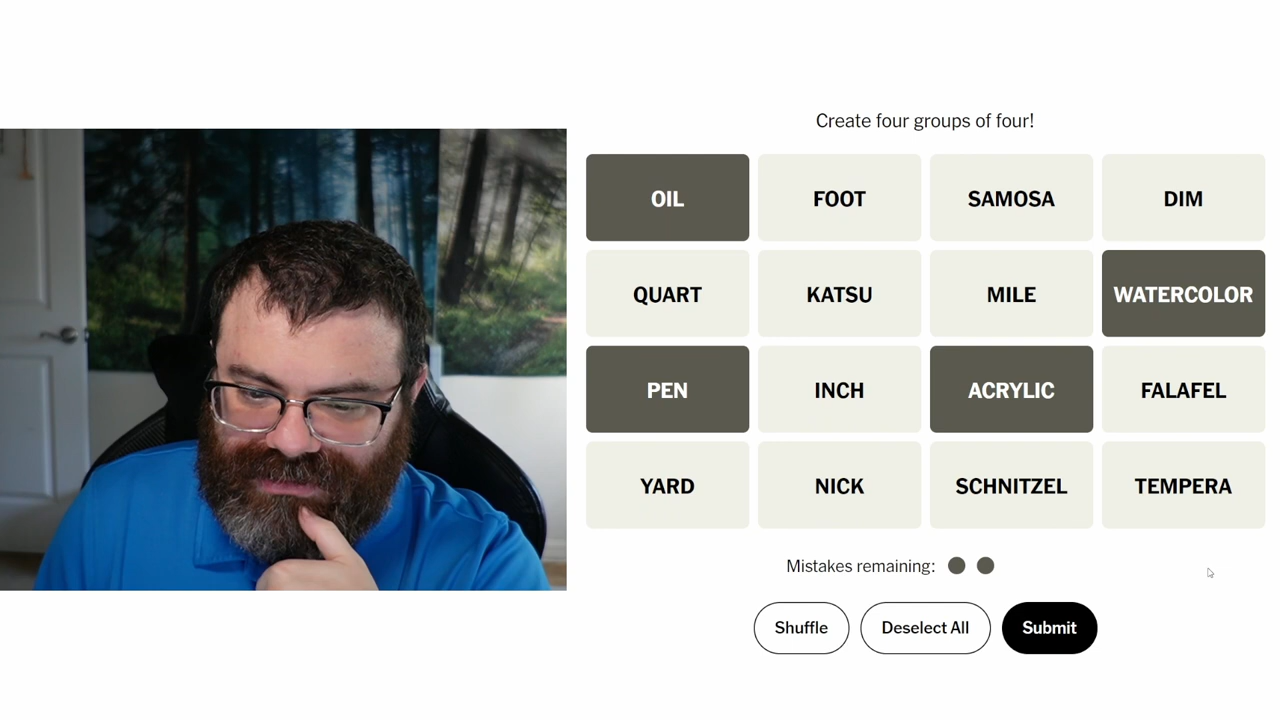 Create four groups of four!
OIL FOOT SAMOSA DIM
QUART KATSU MILE WATERCOLOR
PEN INCH ACRYLIC FALAFEL
YARD NICK SCHNITZEL TEMPERA
Mistakes remaining:
Shuffle Deselect All Submit